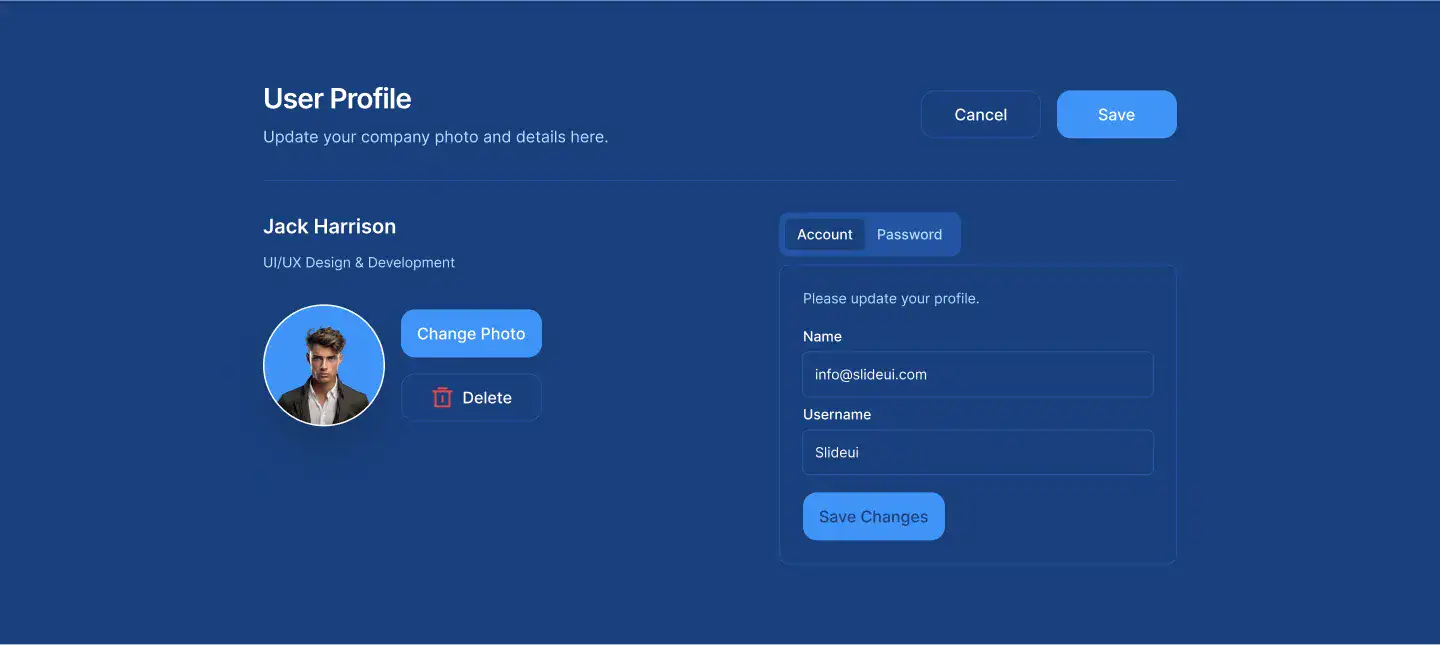 User Profile
Update your company photo and details here.
Cancel
Save
Jack Harrison
UI/UX Design & Development
Change Photo
Delete
Account
Password
Please update your profile.
Name
info@slideui.com
Username
Slideui
Save Changes